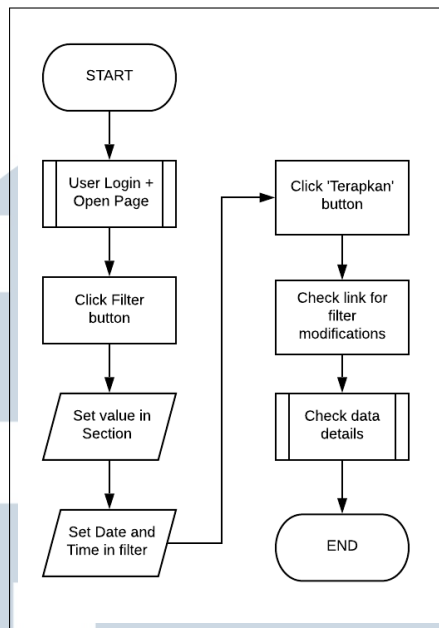 START
User Login +
Open Page
Click Filter
button
Set value in
Section
Set Date and
Time in filter
Click 'Terapkan'
button
Check link for
filter
modifications
Check data
details
END